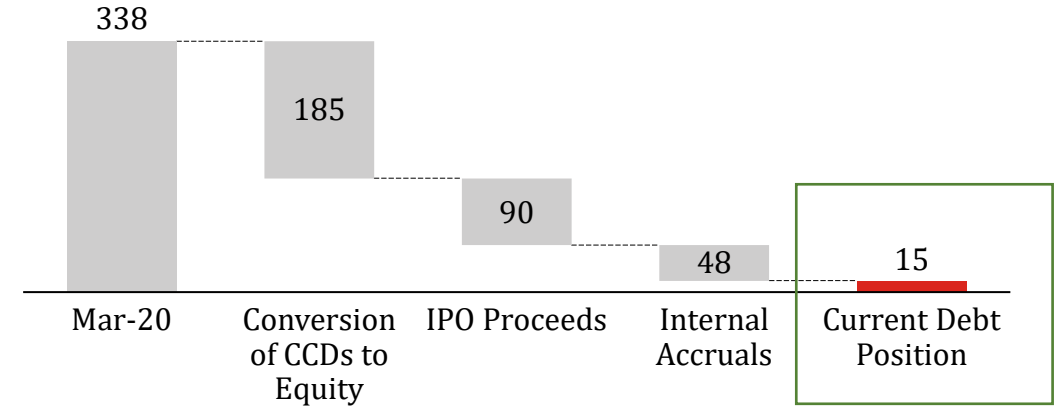 338
185
90
48
15
Mar-20
Conversion
of CCDs to
Equity
IPO Proceeds
Internal
Accruals
Current Debt
Position